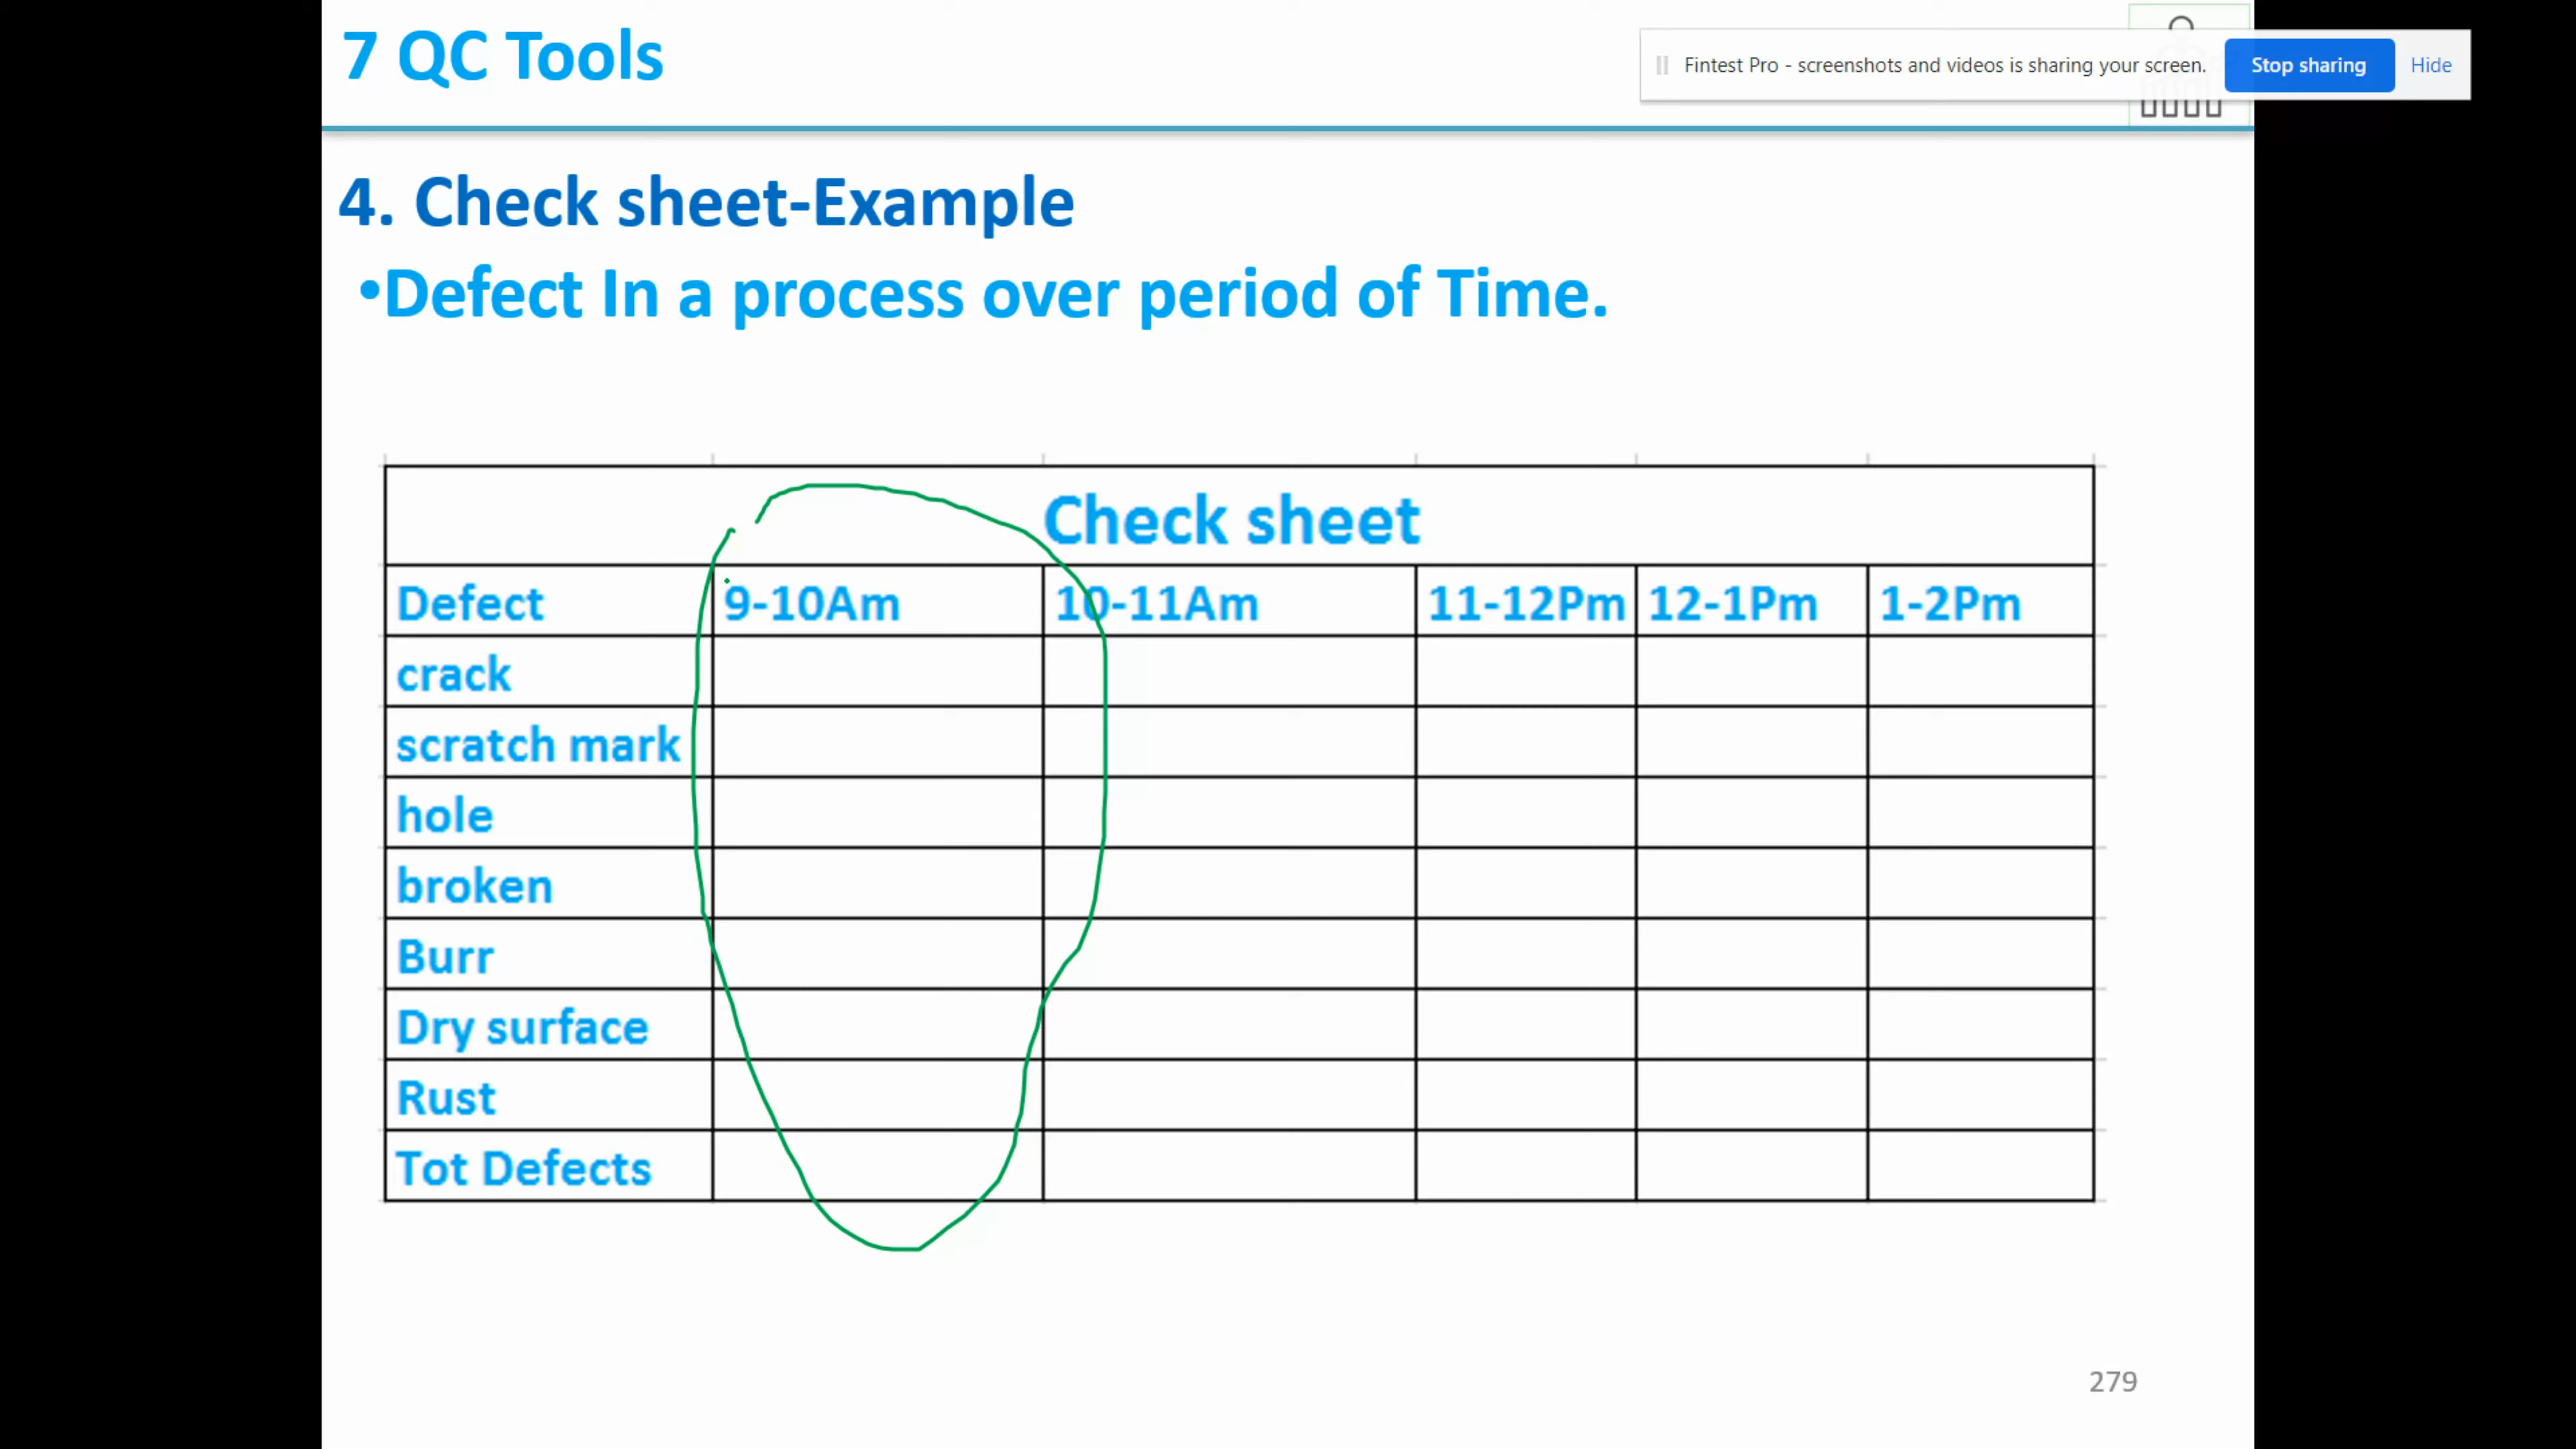 7 QC Tools
Fintest Pro - screenshots and videos is sharing your screen. Stop sharing Hide
4. Check sheet-Example
•Defect In a process over period of Time.
Check sheet
Defect 9-10Am 10-11Am 11-12Pm 12-1Pm 1-2Pm
crack
scratch mark
hole
broken
Burr
Dry surface
Rust
Tot Defects
279